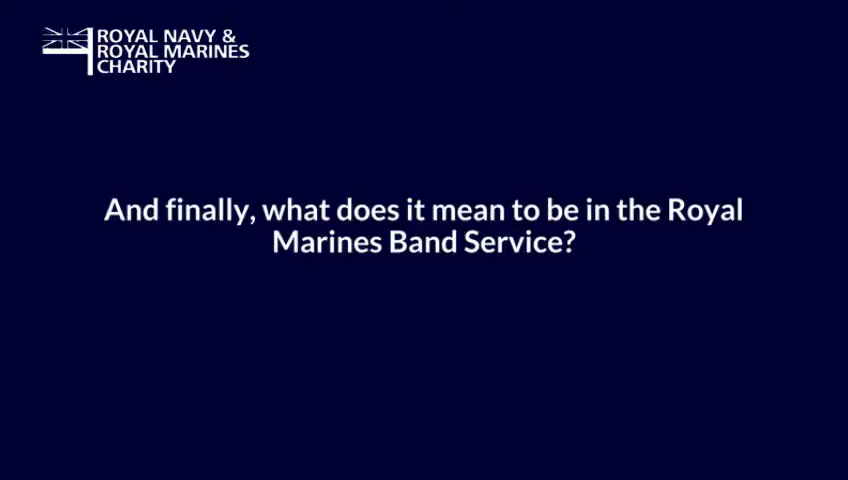 ROYAL NAVY &
ROYAL MARINES
CHARITY
And finally, what does it mean to be in the Royal
Marines Band Service?